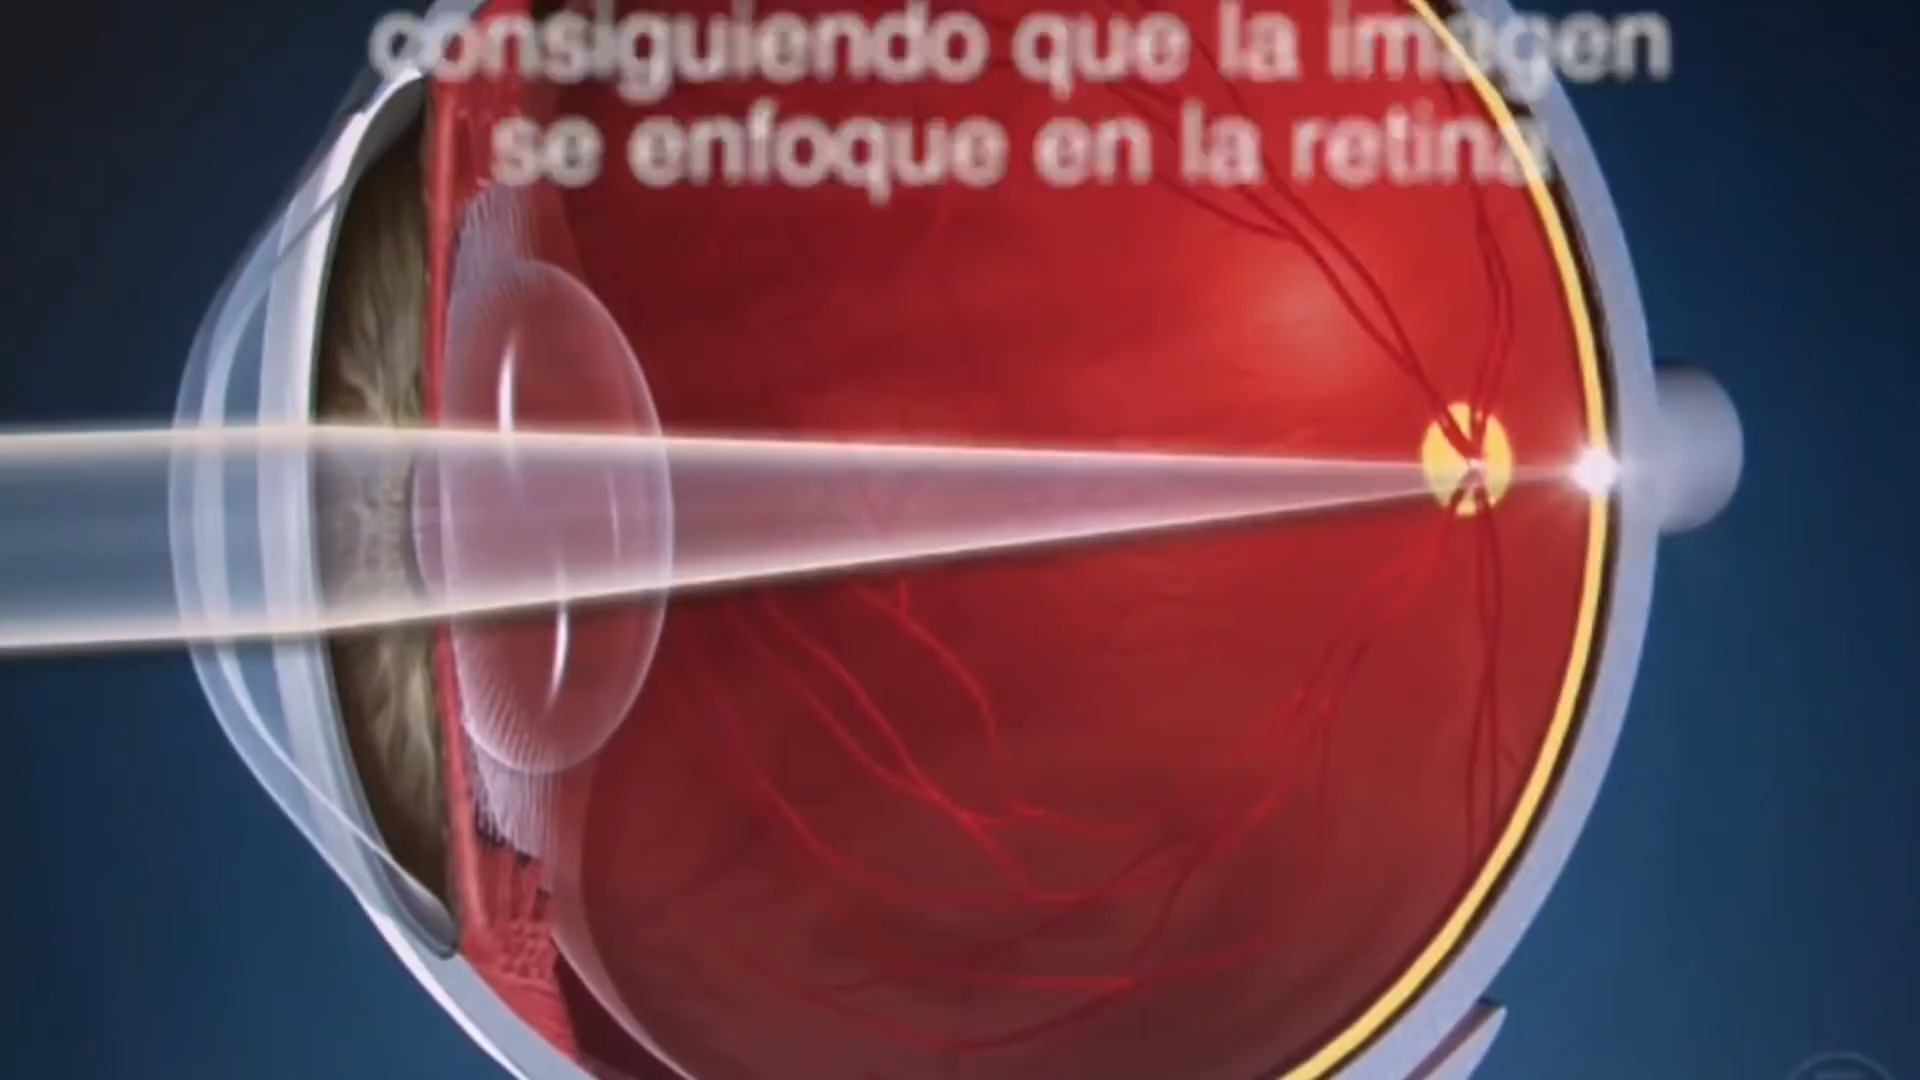 consiguiendo que la imagen
se enfoque en la retina